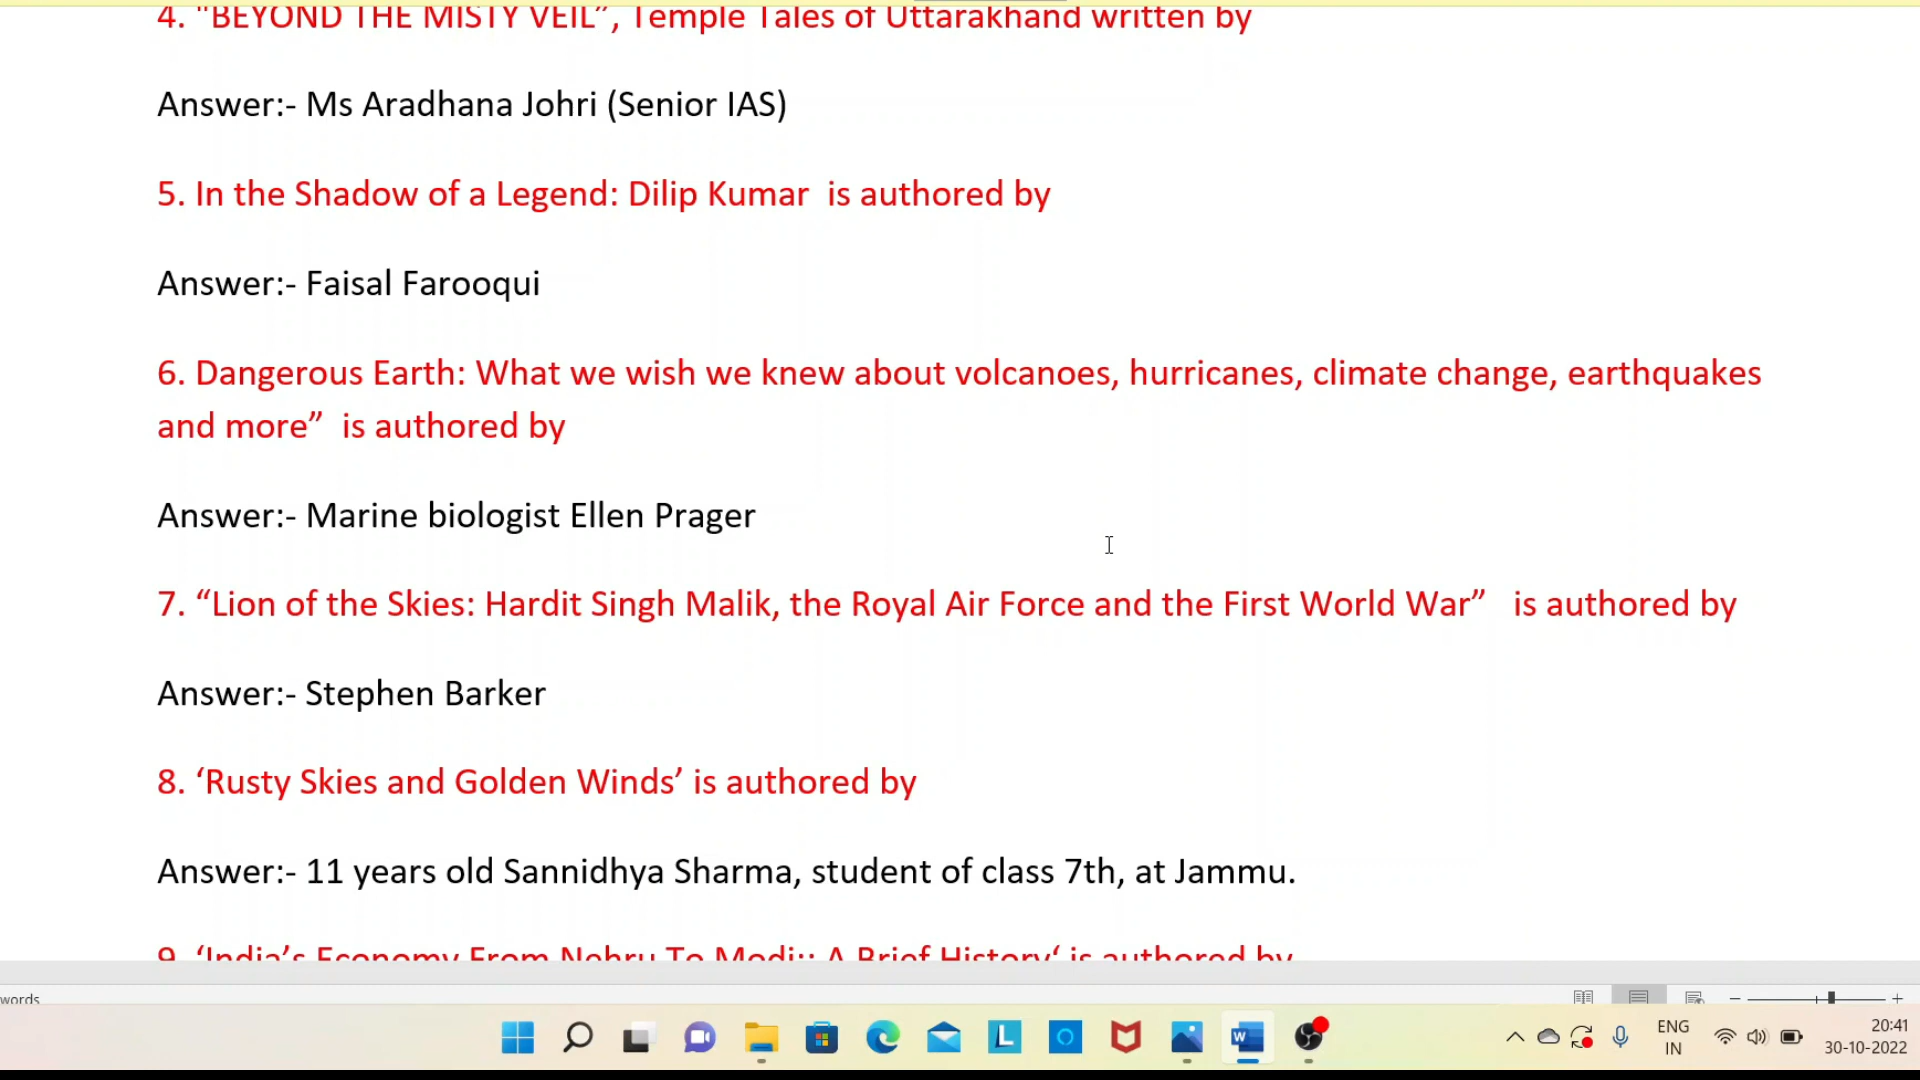 4. "BEYOND THE MISTY VEIL”, Temple Tales of Uttarakhand written by
Answer:- Ms Aradhana Johri (Senior IAS)
5. In the Shadow of a Legend: Dilip Kumar  is authored by
Answer:- Faisal Farooqui
6. Dangerous Earth: What we wish we knew about volcanoes, hurricanes, climate change, earthquakes
and more”  is authored by
Answer:- Marine biologist Ellen Prager
7. “Lion of the Skies: Hardit Singh Malik, the Royal Air Force and the First World War”   is authored by
Answer:- Stephen Barker
8. ‘Rusty Skies and Golden Winds’ is authored by
Answer:- 11 years old Sannidhya Sharma, student of class 7th, at Jammu.
9. ‘India’s Economy From Nehru To Modi:: A Brief History‘ is authored by
words
L
W
ENG
IN
20:41
30-10-2022